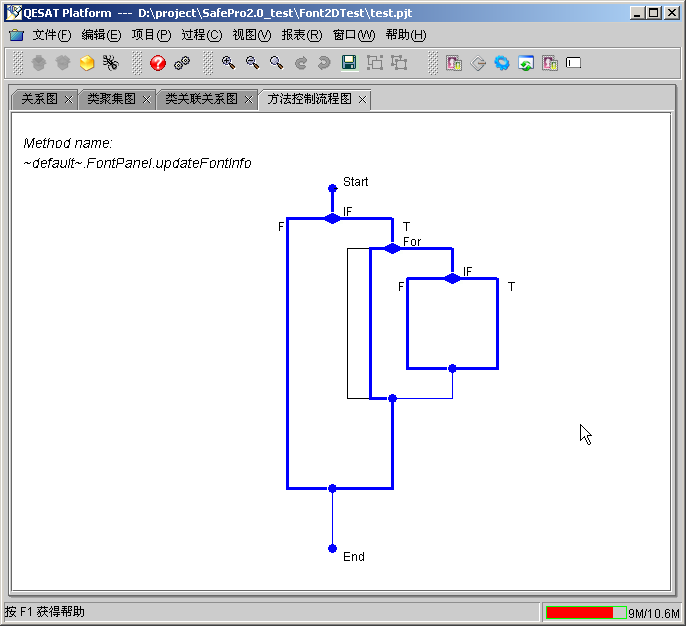 QESAT Platform --- D:\project\SafePro2.0_test\Font2DTest\test.pjt
文件(F) 编辑(E) 项目(P) 过程(C) 视图(V) 报表(R) 窗口(W) 帮助(H)
关系图 类聚集图 类关联关系图 方法控制流程图
Method name:
~default~.FontPanel.updateFontInfo
Start
IF
F T
For
IF
F T
End
按 F1 获得帮助 9M/10.6M